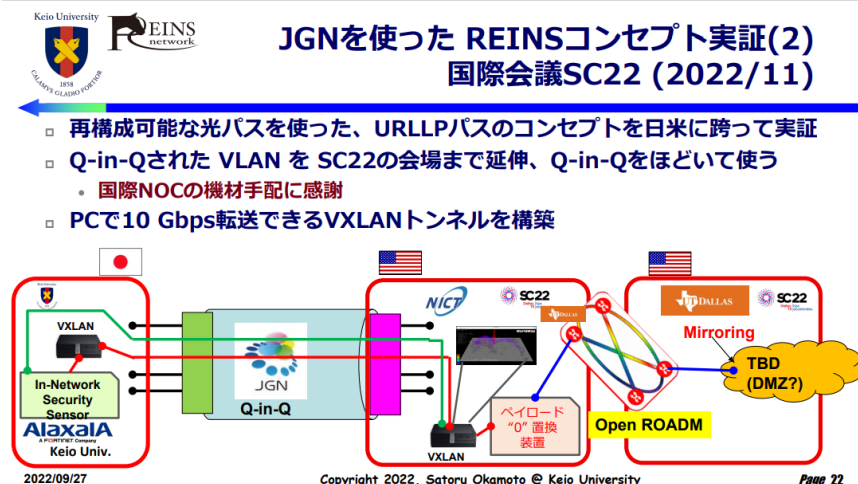 Keio University
REINS
network
1858
CALAMVS GLADIO FORTIOR
JGNを使った REINSコンセプト実証(2)
国際会議SC22 (2022/11)
再構成可能な光パスを使った、URLLPパスのコンセプトを日米に跨って実証
Q-in-Qされた VLAN を SC22の会場まで延伸、Q-in-Qをほどいて使う
国際NOCの機材手配に感謝
PCで10 Gbps転送できるVXLANトンネルを構築
VXLAN
In-Network
Security
Sensor
AlaxalA
A FORTINET Company
Keio Univ.
JGN
Q-in-Q
NICT
SC22
UT DALLAS
VXLAN
ペイロード
“0” 置換
装置
Open ROADM
UT DALLAS
SC22
Mirroring
TBD
(DMZ?)
2022/09/27
Copyright 2022, Satoru Okamoto @ Keio University
Page 22